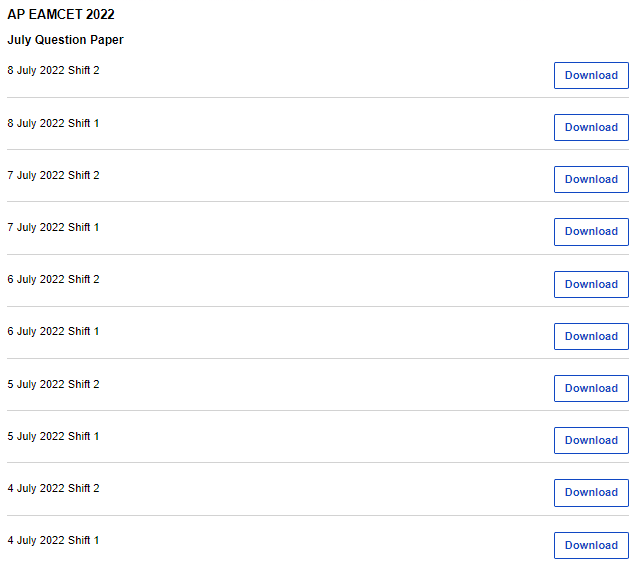 AP EAMCET 2022
July Question Paper
8 July 2022 Shift 2
Download
8 July 2022 Shift 1
Download
7 July 2022 Shift 2
Download
7 July 2022 Shift 1
Download
6 July 2022 Shift 2
Download
6 July 2022 Shift 1
Download
5 July 2022 Shift 2
Download
5 July 2022 Shift 1
Download
4 July 2022 Shift 2
Download
4 July 2022 Shift 1
Download